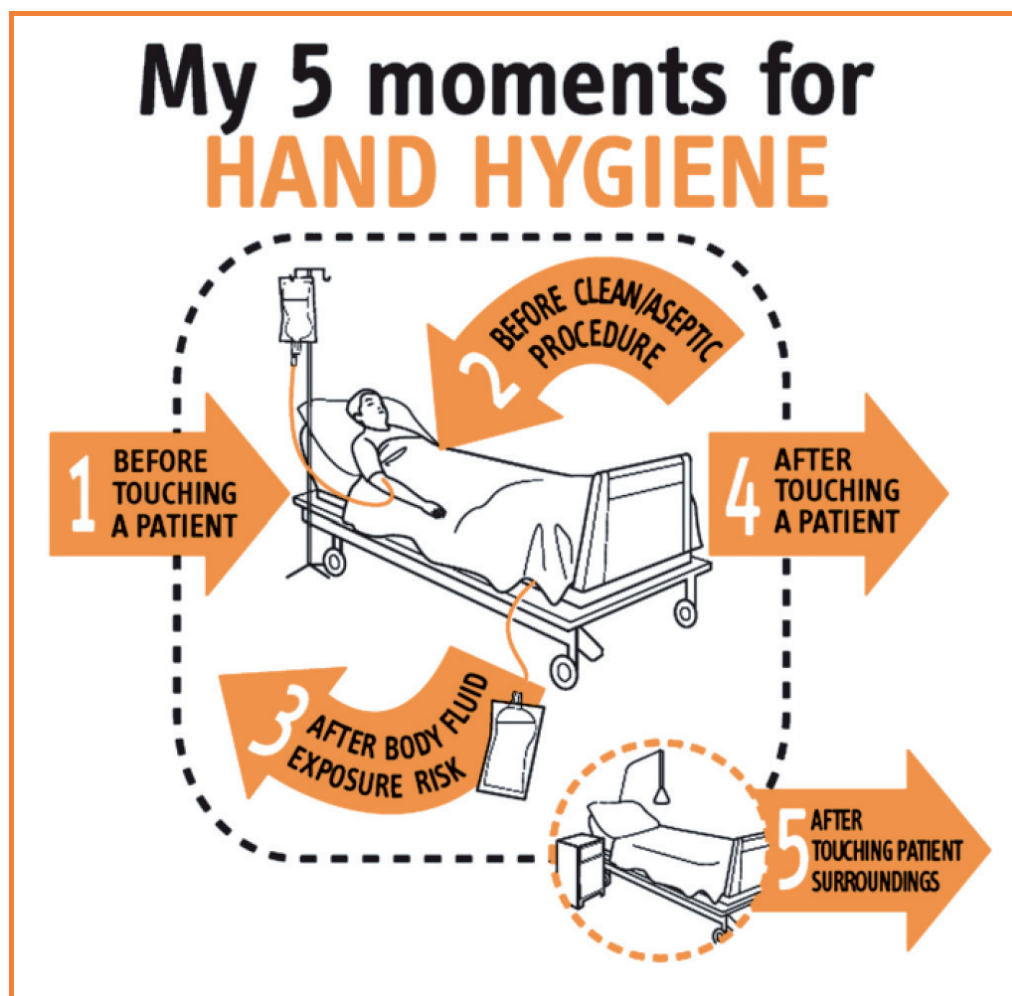 My 5 moments for
HAND HYGIENE
1
BEFORE
TOUCHING
A PATIENT
2
BEFORE CLEAN/ASEPTIC
PROCEDURE
3
AFTER BODY FLUID
EXPOSURE RISK
4
AFTER
TOUCHING
A PATIENT
5
AFTER
TOUCHING PATIENT
SURROUNDINGS